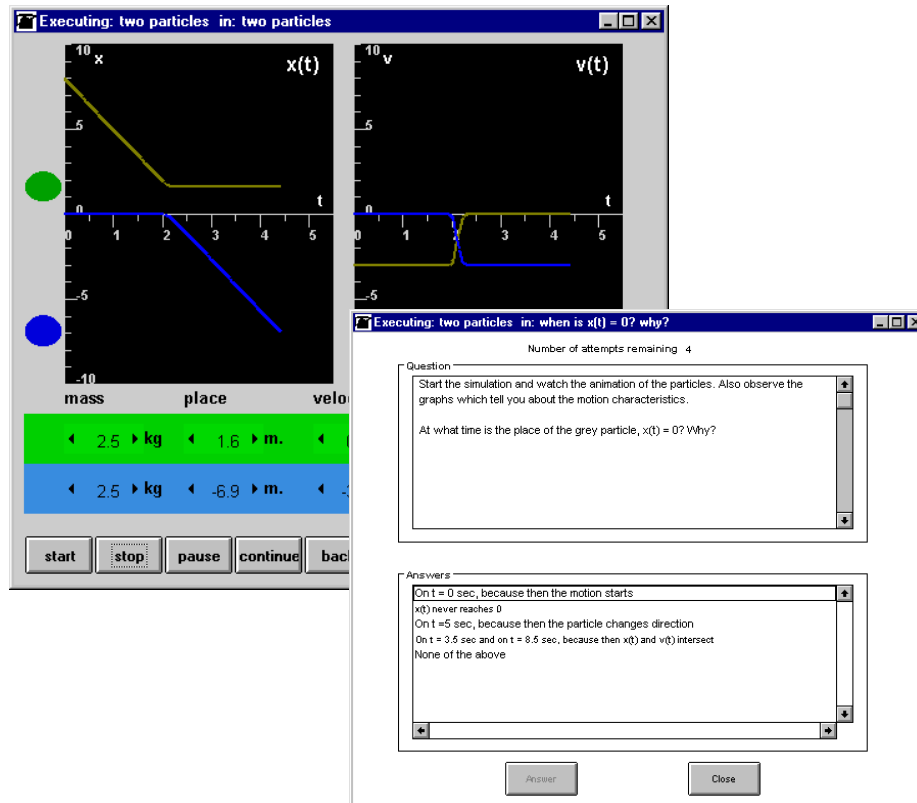 Executing: two particles in: two particles
10 x x(t)
5
0 t
0 1 2 3 4 5
-5
-10
10 v v(t)
5
0 t
0 1 2 3 4 5
-5
mass place
2.5 kg 1.6 m.
2.5 kg -6.9 m.
start stop pause continue
Executing: two particles in: when is x(t) = 0? why?
Number of attempts remaining 4
Question
Start the simulation and watch the animation of the particles. Also observe the
graphs which tell you about the motion characteristics.
At what time is the place of the grey particle, x(t) = 0? Why?
Answers
On t = 0 sec, because then the motion starts
x(t) never reaches 0
On t =5 sec, because the particle changes direction
On t = 3.5 sec and on t = 8.5 sec, because then x(t) and v(t) intersect
None of the above
Answer Close